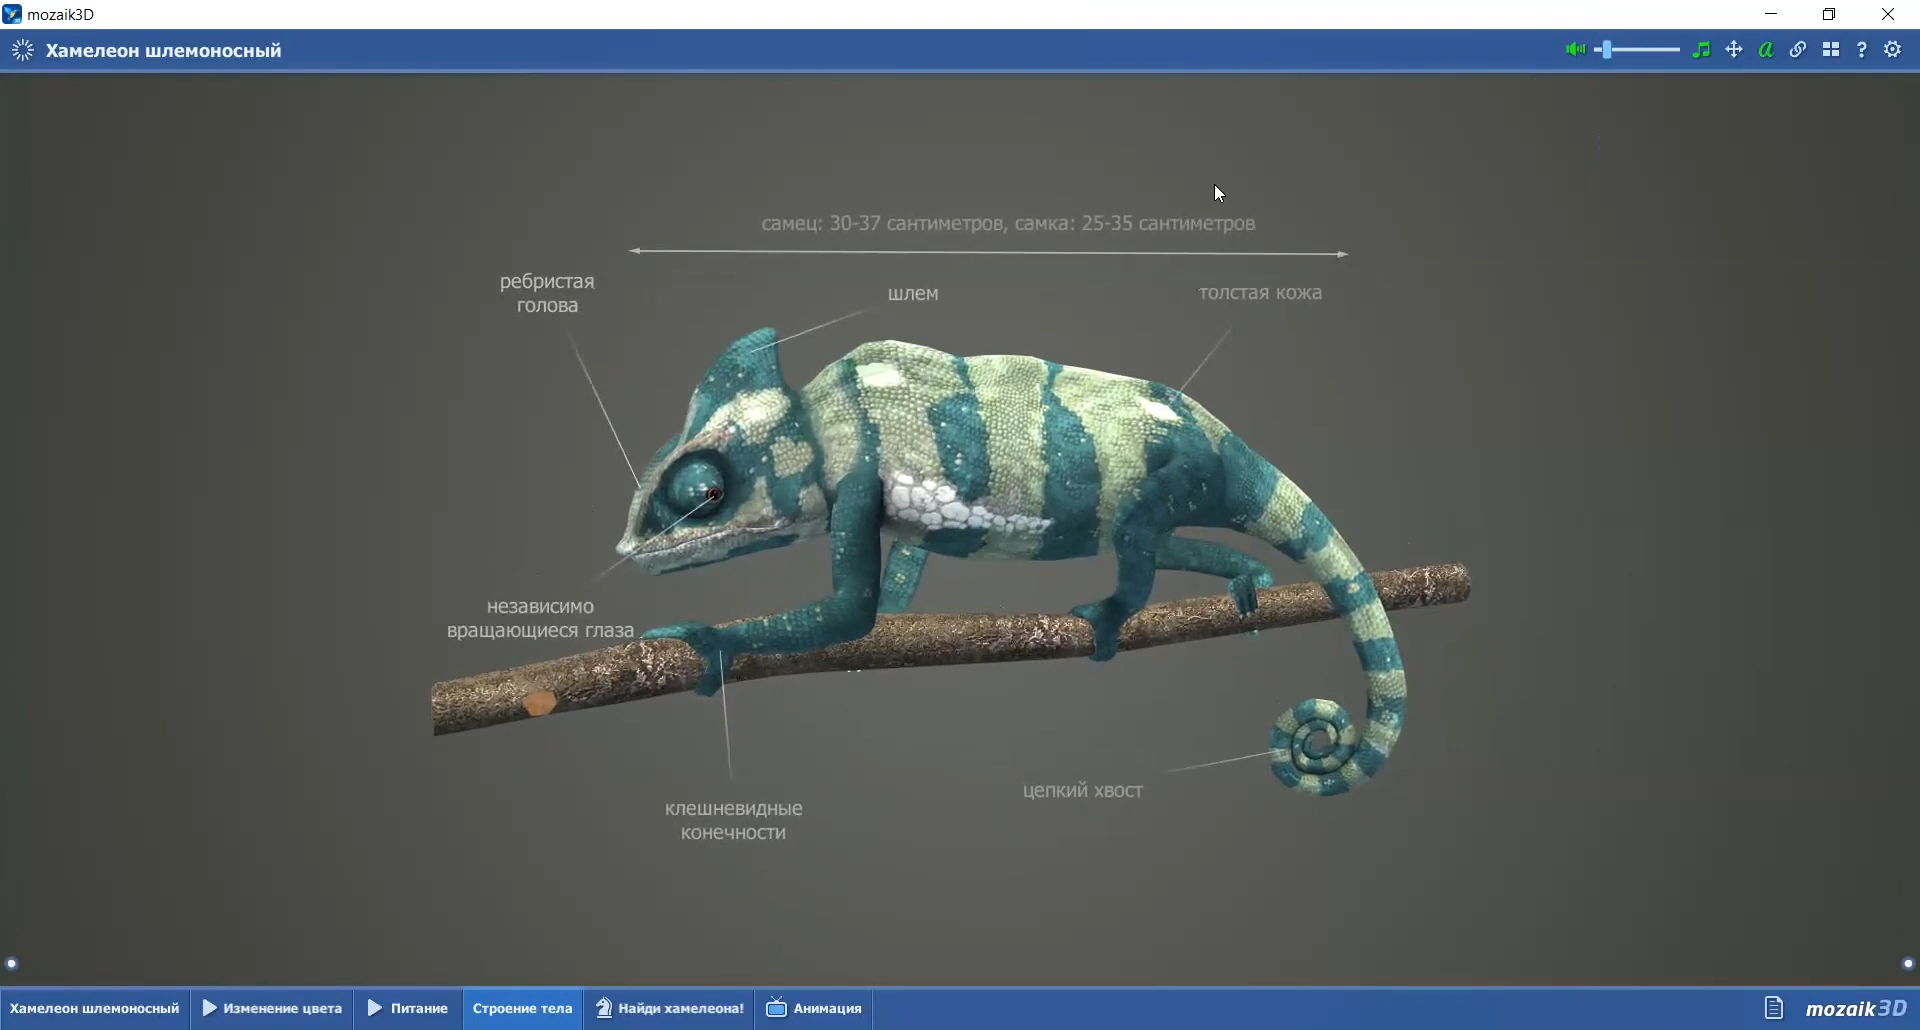 mozaik3D
Хамелеон шлемоносный
a
?
самец: 30-37 сантиметров, самка: 25-35 сантиметров
ребристая
голова
шлем
толстая кожа
независимо
вращающиеся глаза
клешневидные
конечности
цепкий хвост
Хамелеон шлемоносный
Изменение цвета
Питание
Строение тела
Найди хамелеона!
Анимация
mozaik3D